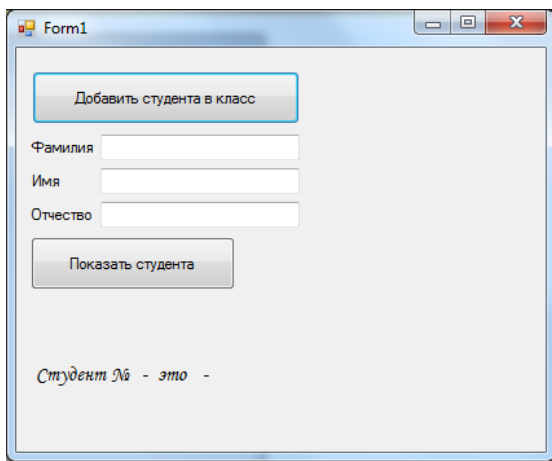 Form1
Добавить студента в класс
Фамилия
Имя
Отчество
Показать студента
Студент № - это -